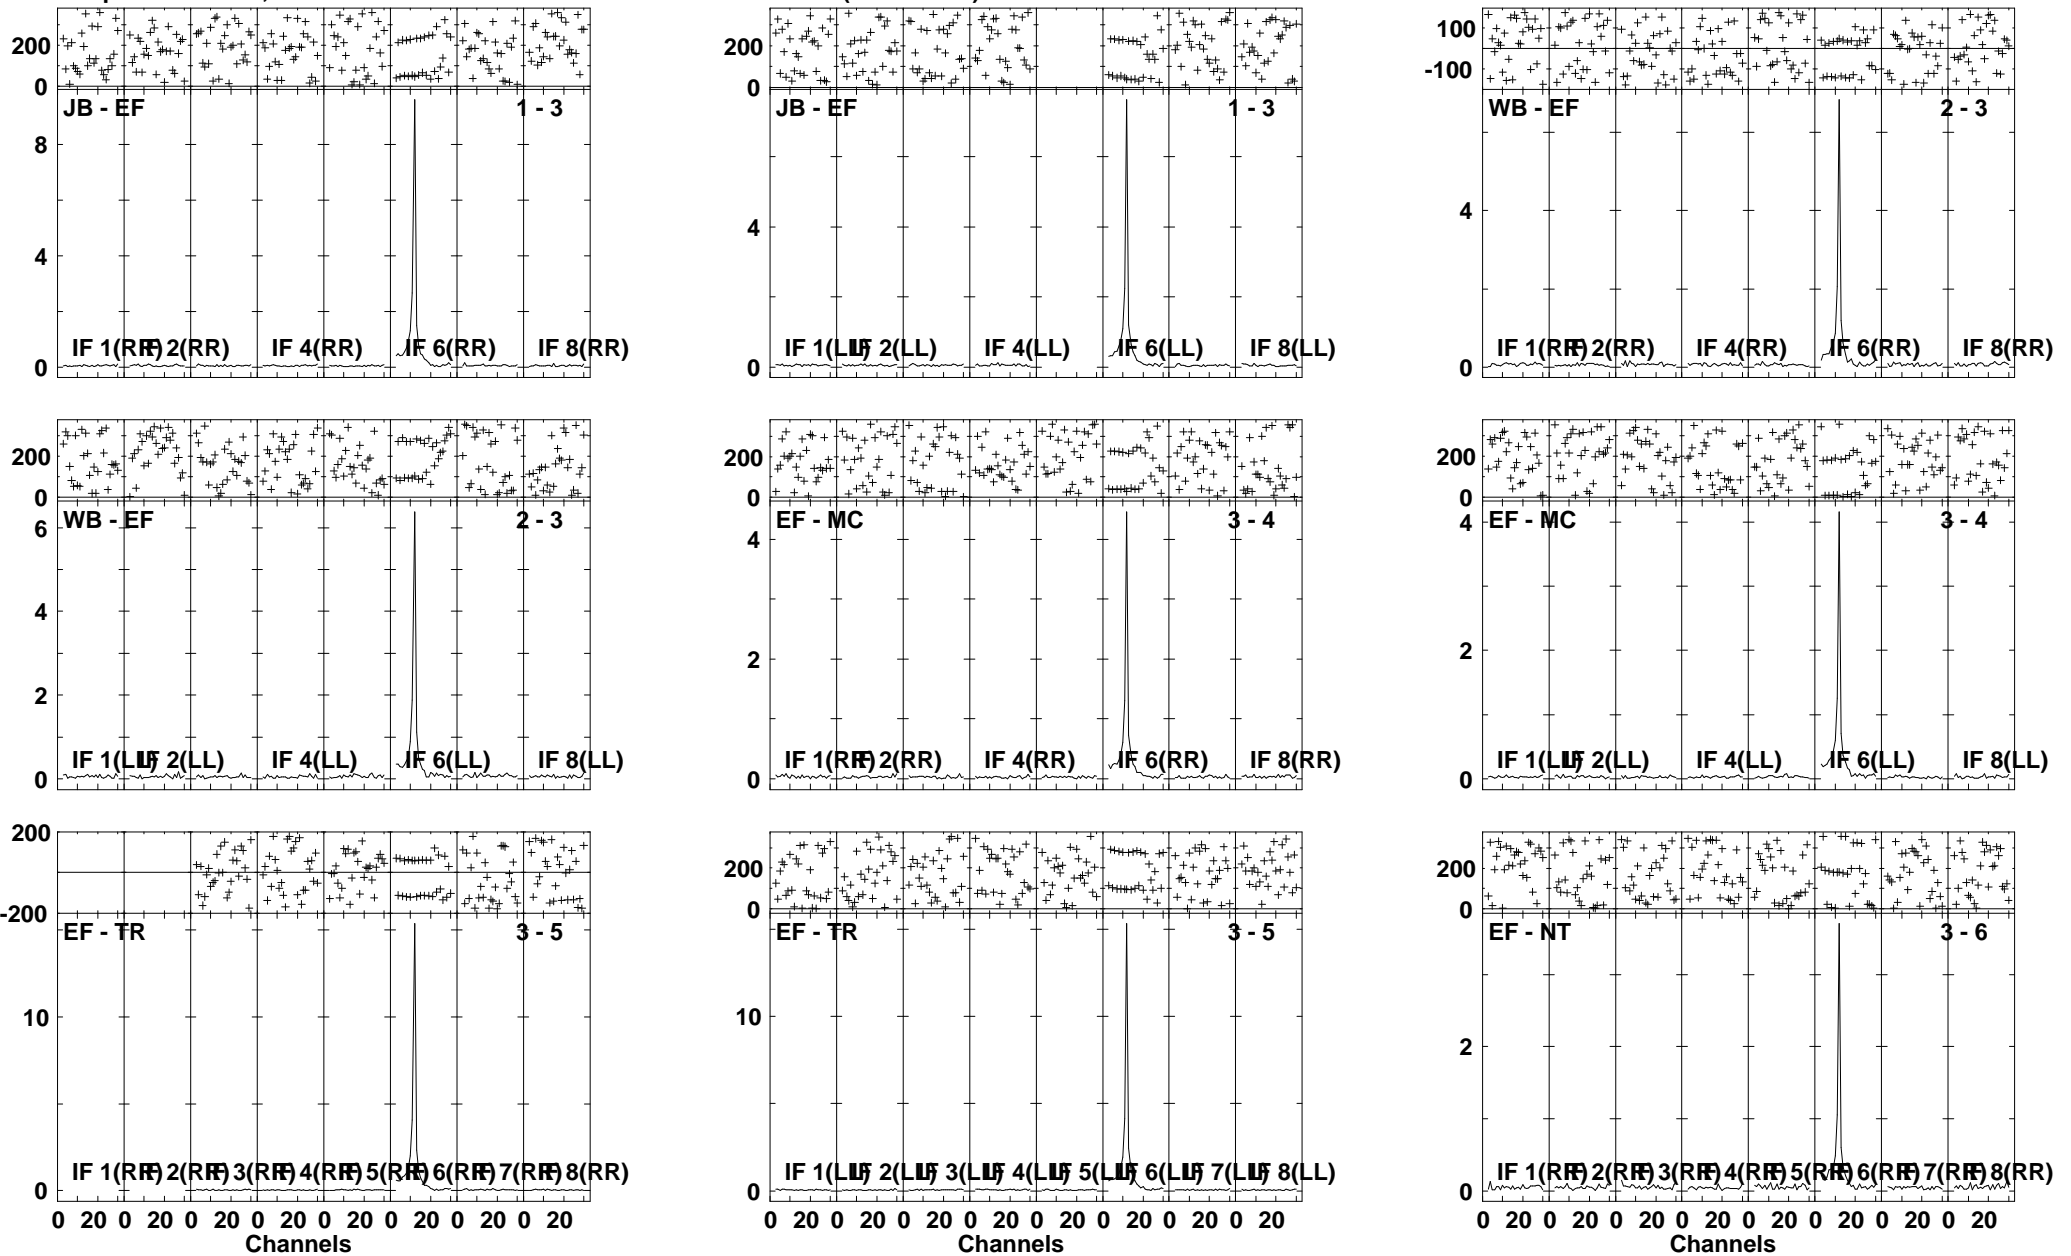 200
0
JB - EF
1 - 3
8
4
0
IF 1(RR) IF 2(RR) IF 4(RR) IF 6(RR) IF 8(RR)
200
0
JB - EF
1 - 3
4
0
IF 1(LL) IF 2(LL) IF 4(LL) IF 6(LL) IF 8(LL)
100
-100
WB - EF
2 - 3
4
0
IF 1(RR) IF 2(RR) IF 4(RR) IF 6(RR) IF 8(RR)
200
0
WB - EF
2 - 3
6
4
2
0
IF 1(LL) IF 2(LL) IF 4(LL) IF 6(LL) IF 8(LL)
200
0
EF - MC
3 - 4
4
2
0
IF 1(RR) IF 2(RR) IF 4(RR) IF 6(RR) IF 8(RR)
200
0
EF - MC
3 - 4
4
2
0
IF 1(LL) IF 2(LL) IF 4(LL) IF 6(LL) IF 8(LL)
200
-200
EF - TR
3 - 5
10
0
IF 1(RR) IF 2(RR) IF 3(RR) IF 4(RR) IF 5(RR) IF 6(RR) IF 7(RR) IF 8(RR)
0 20 0 20 0 20 0 20 0 20 0 20 0 20 0 20
Channels
200
0
EF - TR
3 - 5
10
0
IF 1(LL) IF 2(LL) IF 3(LL) IF 4(LL) IF 5(LL) IF 6(LL) IF 7(LL) IF 8(LL)
0 20 0 20 0 20 0 20 0 20 0 20 0 20 0 20
Channels
200
0
EF - NT
3 - 6
2
0
IF 1(RR) IF 2(RR) IF 3(RR) IF 4(RR) IF 5(RR) IF 6(RR) IF 7(RR) IF 8(RR)
0 20 0 20 0 20 0 20 0 20 0 20 0 20 0 20
Channels